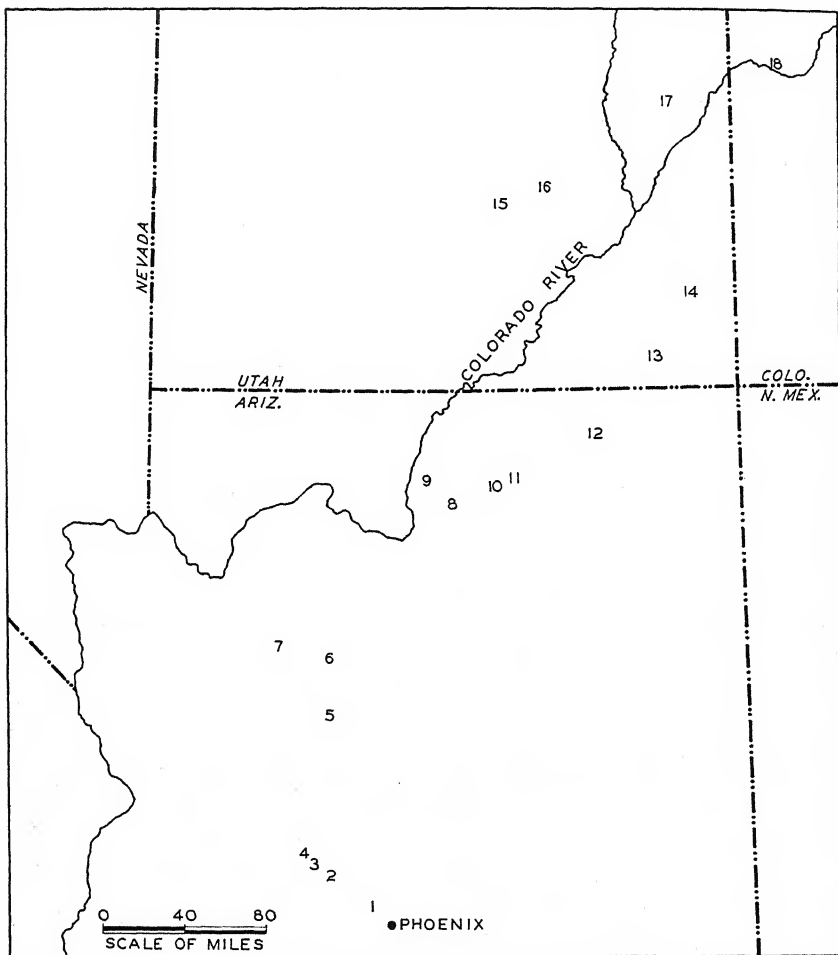 18
17
16
15
NEVADA
COLORADO RIVER
14
13
UTAH
ARIZ.
COLO.
N. MEX.
12
11
10
9
8
7
6
5
4
3
2
1
PHOENIX
0 40 80
SCALE OF MILES